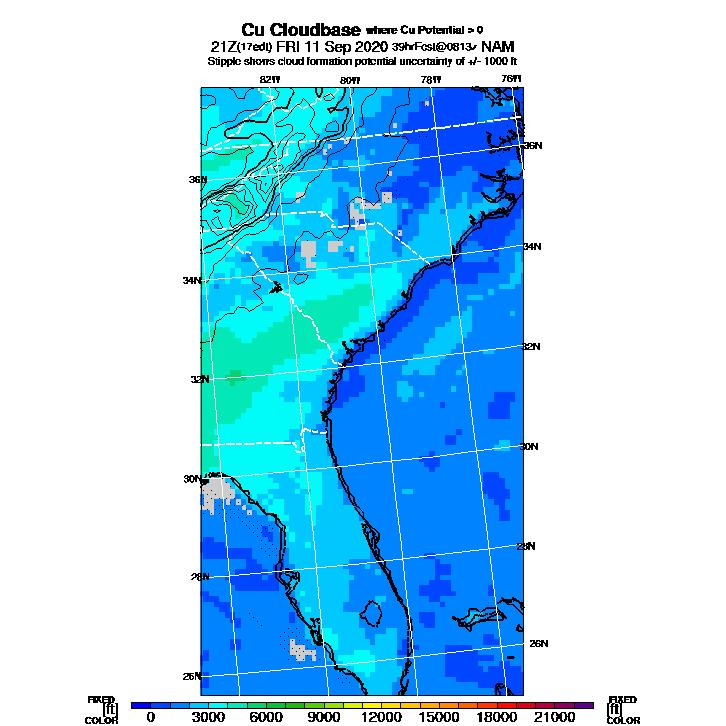 Cu Cloudbase where Cu Potential > 0
21Z(17edt) FRI 11 Sep 2020 39hrFcst@0813z NAM
Stipple shows cloud formation potential uncertainty of +/- 1000 ft
82W 80W 78W 76W
36N
36N
34N
34N
32N
32N
30N
30N
28N
28N
26N
26N
FIXED FIXED
[ft] [ft]
COLOR 0 3000 6000 9000 12000 15000 18000 21000 COLOR